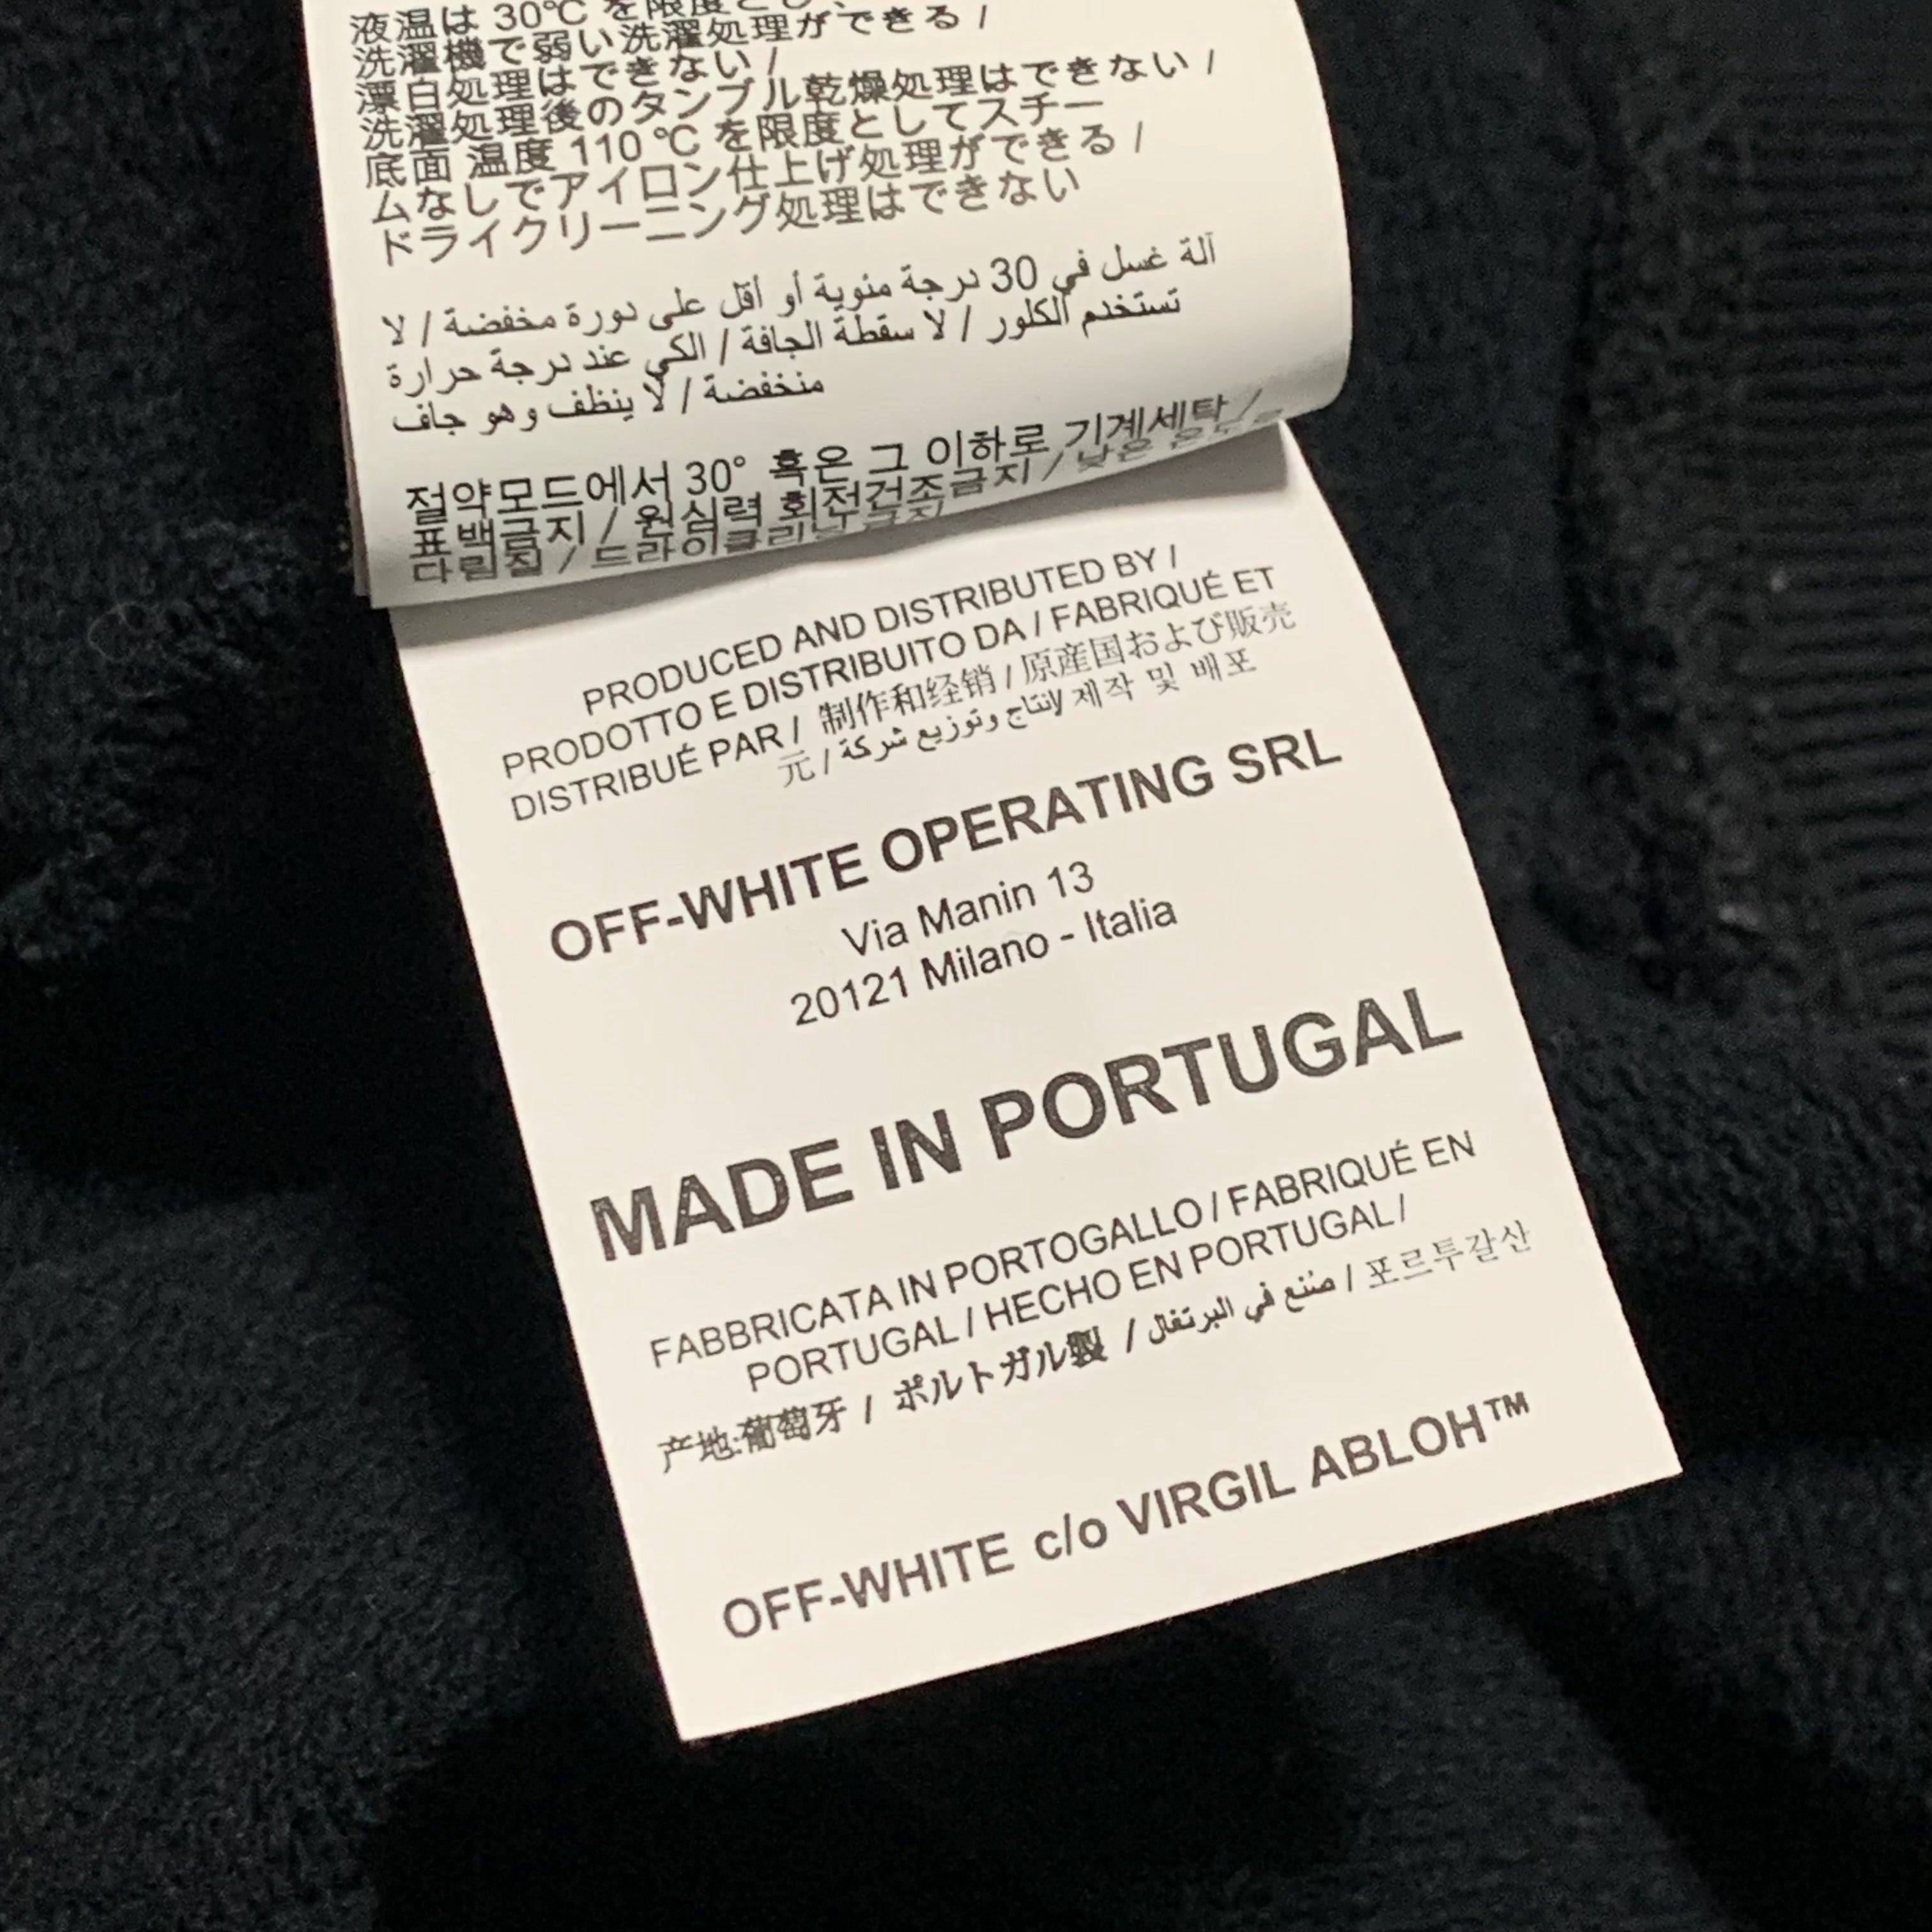 液温は 30℃ を限度とし、
洗濯機で弱い洗濯処理ができる /
漂白処理はできない /
洗濯処理後のタンブル乾燥処理はできない /
底面 温度 110 ℃ を限度としてスチー
ムなしでアイロン仕上げ処理ができる /
ドライクリーニング処理はできない
آلة غسل في 30 درجة مئوية أو أقل على دورة مخفضة / لا
تستخدم الكلور / لا سقطة الجافة / الكي عند درجة حرارة
منخفضة / لا ينظف وهو جاف
절약모드에서 30° 혹은 그 이하로 기계세탁 /
표백금지 / 원심력 회전건조금지 / 낮은
다림질 / 드라이클리닝 금지
PRODUCED AND DISTRIBUTED BY /
PRODOTTO E DISTRIBUITO DA / FABRIQUÉ ET
DISTRIBUÉ PAR / 制作和经销 / 原産国および販売
元 / إنتاج وتوزيع شركة / 제작 및 배포
OFF-WHITE OPERATING SRL
Via Manin 13
20121 Milano - Italia
MADE IN PORTUGAL
FABBRICATA IN PORTOGALLO / FABRIQUÉ EN
PORTUGAL / HECHO EN PORTUGAL /
产地:葡萄牙 / ポルトガル製 / صُنع في البرتغال / 포르투갈산
OFF-WHITE c/o VIRGIL ABLOH™